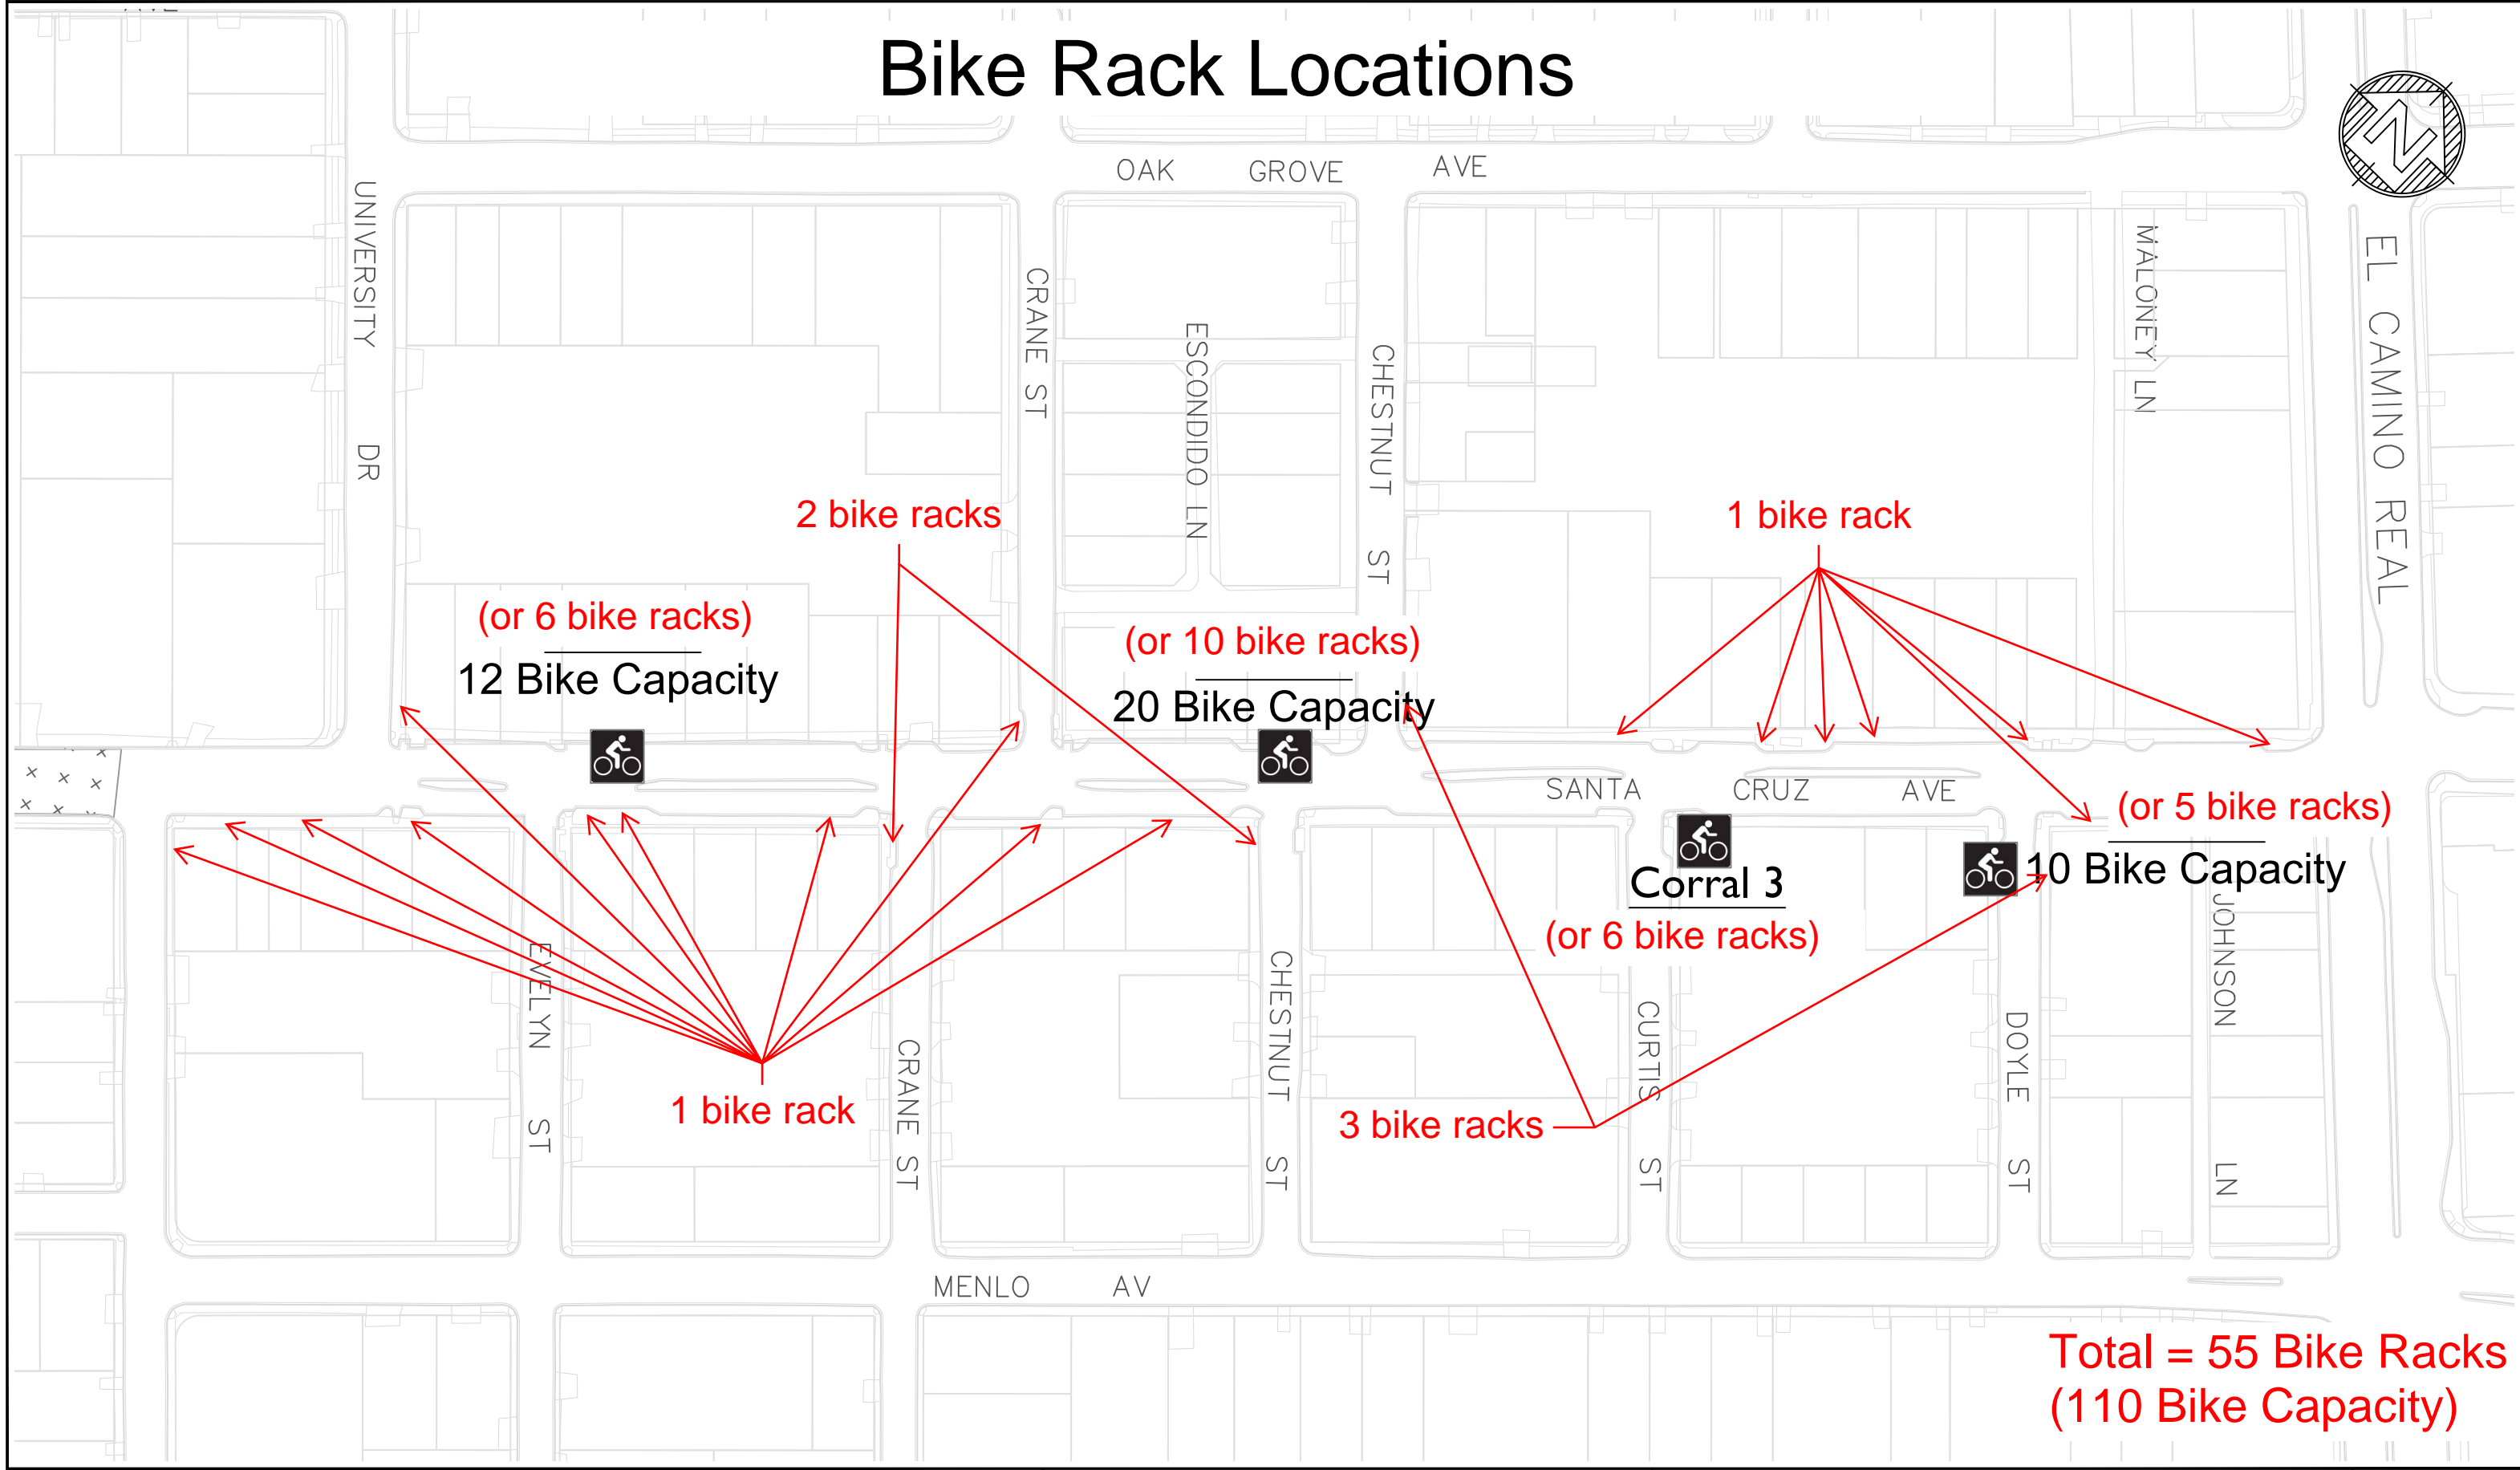 Bike Rack Locations
OAK GROVE AVE
UNIVERSITY DR
CRANE ST
ESCONDIDO LN
CHESTNUT ST
MALONEY LN
EL CAMINO REAL
2 bike racks
1 bike rack
(or 6 bike racks)
12 Bike Capacity
(or 10 bike racks)
20 Bike Capacity
SANTA CRUZ AVE
(or 5 bike racks)
10 Bike Capacity
Corral 3
(or 6 bike racks)
EVELYN ST
CRANE ST
CHESTNUT ST
CURTIS ST
DOYLE ST
JOHNSON LN
1 bike rack
3 bike racks
MENLO AV
Total = 55 Bike Racks
(110 Bike Capacity)